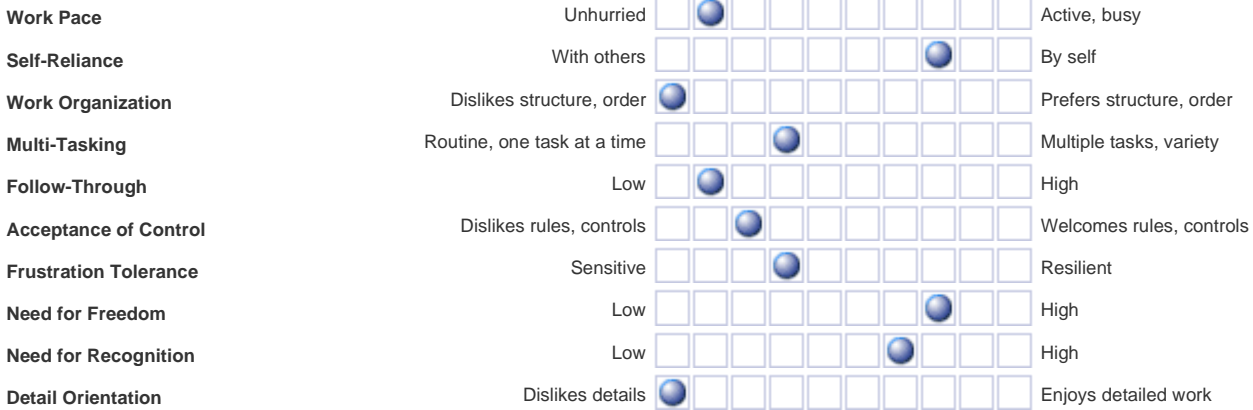 Work Pace Unhurried Active, busy
Self-Reliance With others By self
Work Organization Dislikes structure, order Prefers structure, order
Multi-Tasking Routine, one task at a time Multiple tasks, variety
Follow-Through Low High
Acceptance of Control Dislikes rules, controls Welcomes rules, controls
Frustration Tolerance Sensitive Resilient
Need for Freedom Low High
Need for Recognition Low High
Detail Orientation Dislikes details Enjoys detailed work